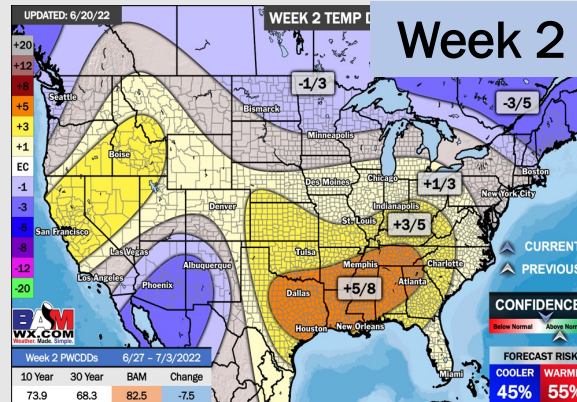 UPDATED: 6/20/22
WEEK 2 TEMP D
Week 2
+20
+12
+8
+5
+3
+1
EC
-1
-3
-5
-8
-12
-20
-1/3
-3/5
+1/3
+3/5
+5/8
Seattle
Bismarck
Minneapolis
Boise
Boston
Des Moines
Chicago
New York City
Denver
Indianapolis
St. Louis
San Francisco
Las Vegas
Tulsa
Charlotte
Los Angeles
Albuquerque
Memphis
Phoenix
Dallas
Atlanta
Houston
New Orleans
Miami
CURRENT
PREVIOUS
CONFIDENCE
Below Normal
Above Norm
FORECAST RISK
COOLER
WARME
45%
55%
BAM
WX.COM
Weather. Made. Simple.
Week 2 PWCDDs
6/27 – 7/3/2022
10 Year
30 Year
BAM
Change
73.9
68.3
82.5
-7.5